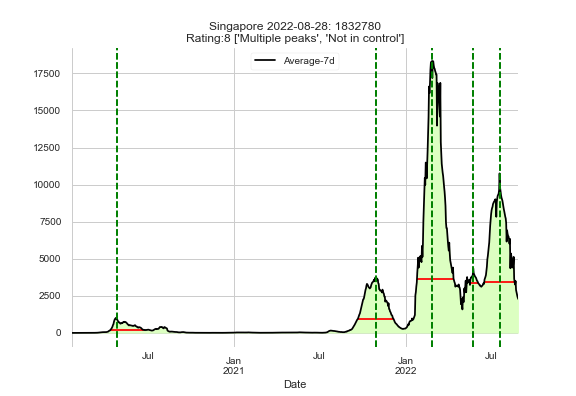 Singapore 2022-08-28: 1832780
Rating:8 ['Multiple peaks', 'Not in control']
Average-7d
17500
15000
12500
10000
7500
5000
2500
0
Jul
Jan
2021
Jul
Jan
2022
Jul
Date